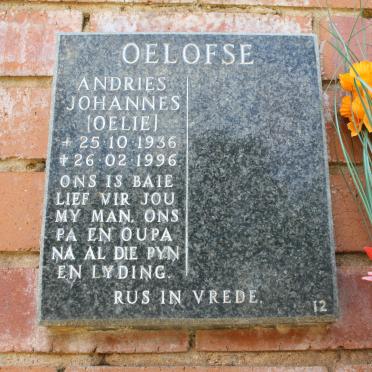 OELOFSE
ANDRIES
JOHANNES
[OELIE]
* 25 10 1936
✝ 26 02 1996
ONS IS BAIE
LIEF VIR JOU
MY MAN, ONS
PA EN OUPA
NA AL DIE PYN
EN LYDING.
RUS IN VREDE.
12